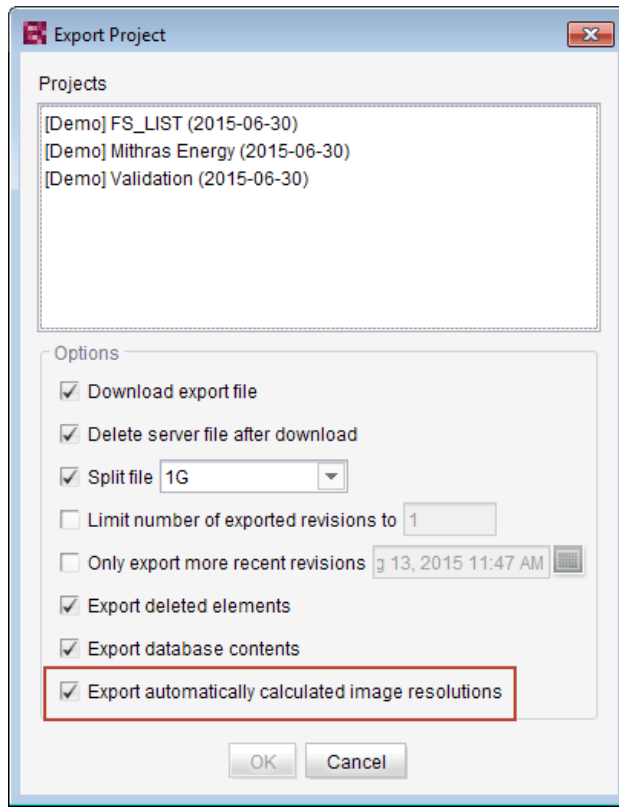 Export Project
Projects
[Demo] FS_LIST (2015-06-30)
[Demo] Mithras Energy (2015-06-30)
[Demo] Validation (2015-06-30)
Options
Download export file
Delete server file after download
Split file 1G
Limit number of exported revisions to 1
Only export more recent revisions g 13, 2015 11:47 AM
Export deleted elements
Export database contents
Export automatically calculated image resolutions
OK Cancel